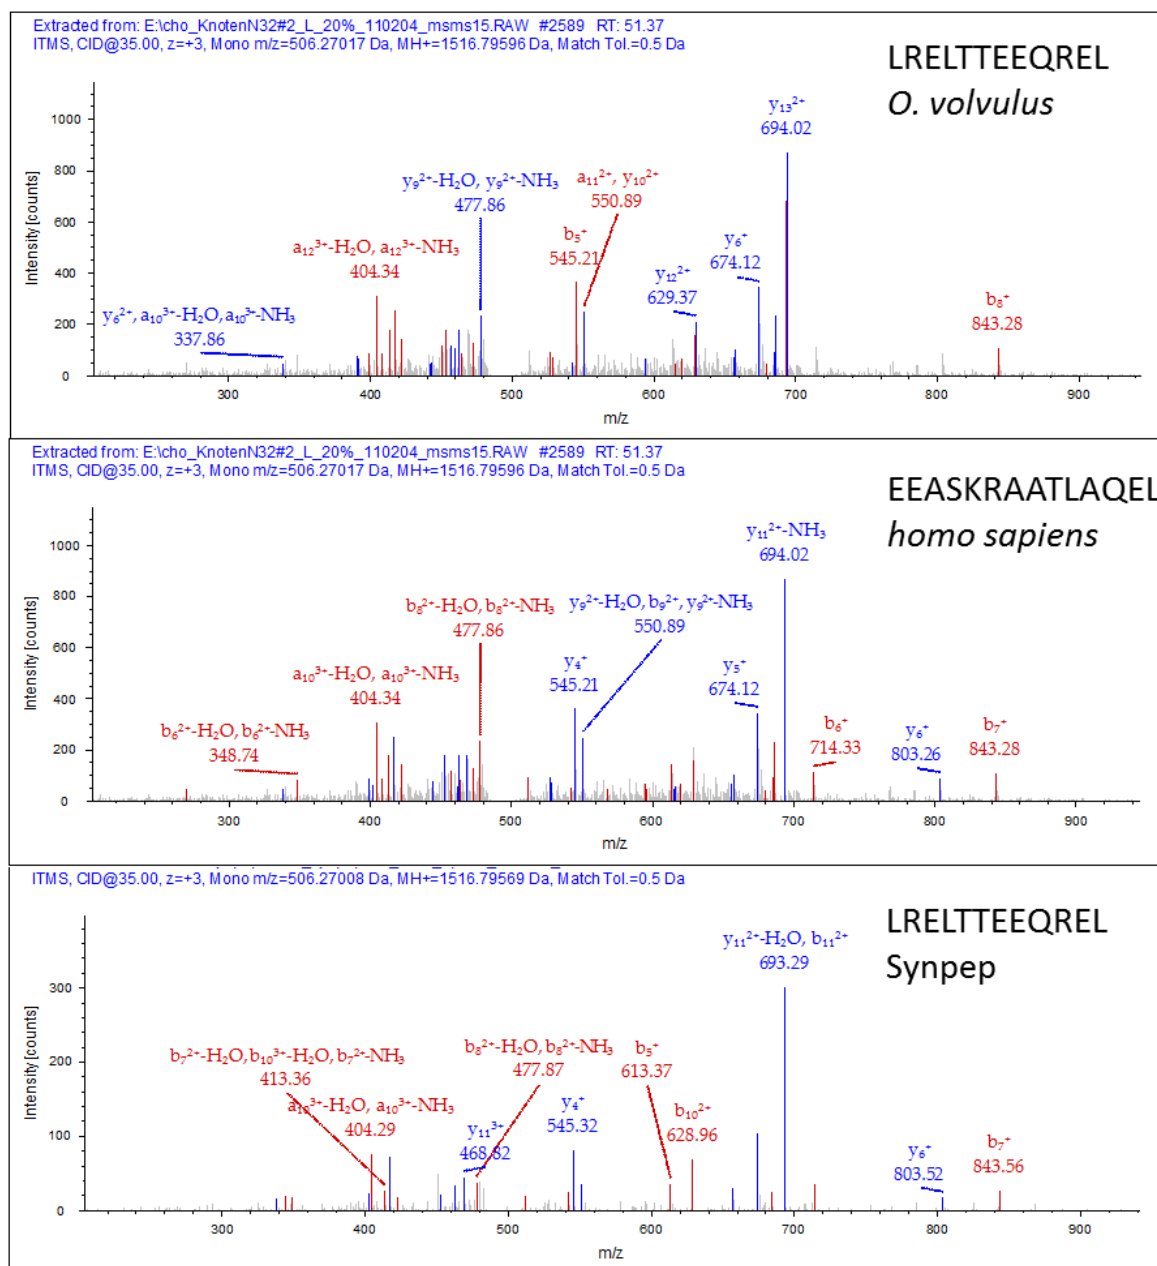 Extracted from: E:\cho_KnotenN32#2_L_20%_110204_msms15.RAW #2589 RT: 51.37
ITMS, CID@35.00, z=+3, Mono m/z=506.27017 Da, MH+=1516.79596 Da, Match Tol.=0.5 Da
LRELTTEEQREL
O. volvulus
y₁₃²⁺
694.02
y₉²⁺-H₂O, y₉²⁺-NH₃
477.86
a₁₁²⁺, y₁₀²⁺
550.89
a₁₂³⁺-H₂O, a₁₂³⁺-NH₃
404.34
b₅⁺
545.21
y₆⁺
674.12
y₁₂²⁺
629.37
b₈⁺
843.28
y₆²⁺, a₁₀³⁺-H₂O, a₁₀³⁺-NH₃
337.86
Intensity [counts]
1000
800
600
400
200
0
300 400 500 600 700 800 900
m/z
Extracted from: E:\cho_KnotenN32#2_L_20%_110204_msms15.RAW #2589 RT: 51.37
ITMS, CID@35.00, z=+3, Mono m/z=506.27017 Da, MH+=1516.79596 Da, Match Tol.=0.5 Da
EEASKRAATLAQEL
homo sapiens
y₁₁²⁺-NH₃
694.02
b₈²⁺-H₂O, b₈²⁺-NH₃
477.86
y₉²⁺-H₂O, b₉²⁺, y₉²⁺-NH₃
550.89
a₁₀³⁺-H₂O, a₁₀³⁺-NH₃
404.34
y₄⁺
545.21
y₅⁺
674.12
b₆²⁺-H₂O, b₆²⁺-NH₃
348.74
b₆⁺
714.33
y₆⁺
803.26
b₇⁺
843.28
Intensity [counts]
1000
800
600
400
200
0
300 400 500 600 700 800 900
m/z
ITMS, CID@35.00, z=+3, Mono m/z=506.27008 Da, MH+=1516.79569 Da, Match Tol.=0.5 Da
LRELTTEEQREL
Synpep
y₁₁²⁺-H₂O, b₁₁²⁺
693.29
b₇²⁺-H₂O, b₁₀³⁺-H₂O, b₇²⁺-NH₃
413.36
b₈²⁺-H₂O, b₈²⁺-NH₃
477.87
b₅⁺
613.37
a₁₀³⁺-H₂O, a₁₀³⁺-NH₃
404.29
y₁₁³⁺
468.82
y₄⁺
545.32
b₁₀²⁺
628.96
y₆⁺
803.52
b₇⁺
843.56
Intensity [counts]
300
200
100
0
300 400 500 600 700 800 900
m/z